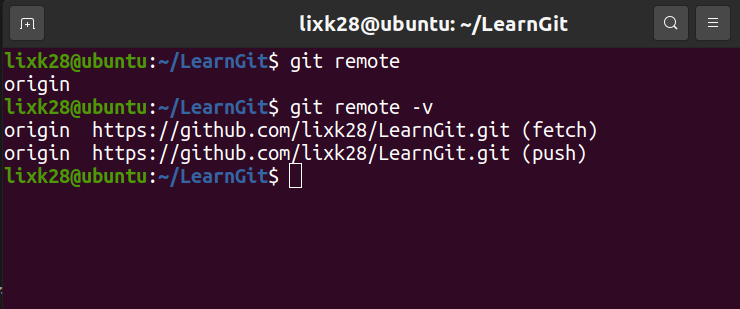 lixk28@ubuntu: ~/LearnGit
lixk28@ubuntu:~/LearnGit$ git remote
origin
lixk28@ubuntu:~/LearnGit$ git remote -v
origin  https://github.com/lixk28/LearnGit.git (fetch)
origin  https://github.com/lixk28/LearnGit.git (push)
lixk28@ubuntu:~/LearnGit$